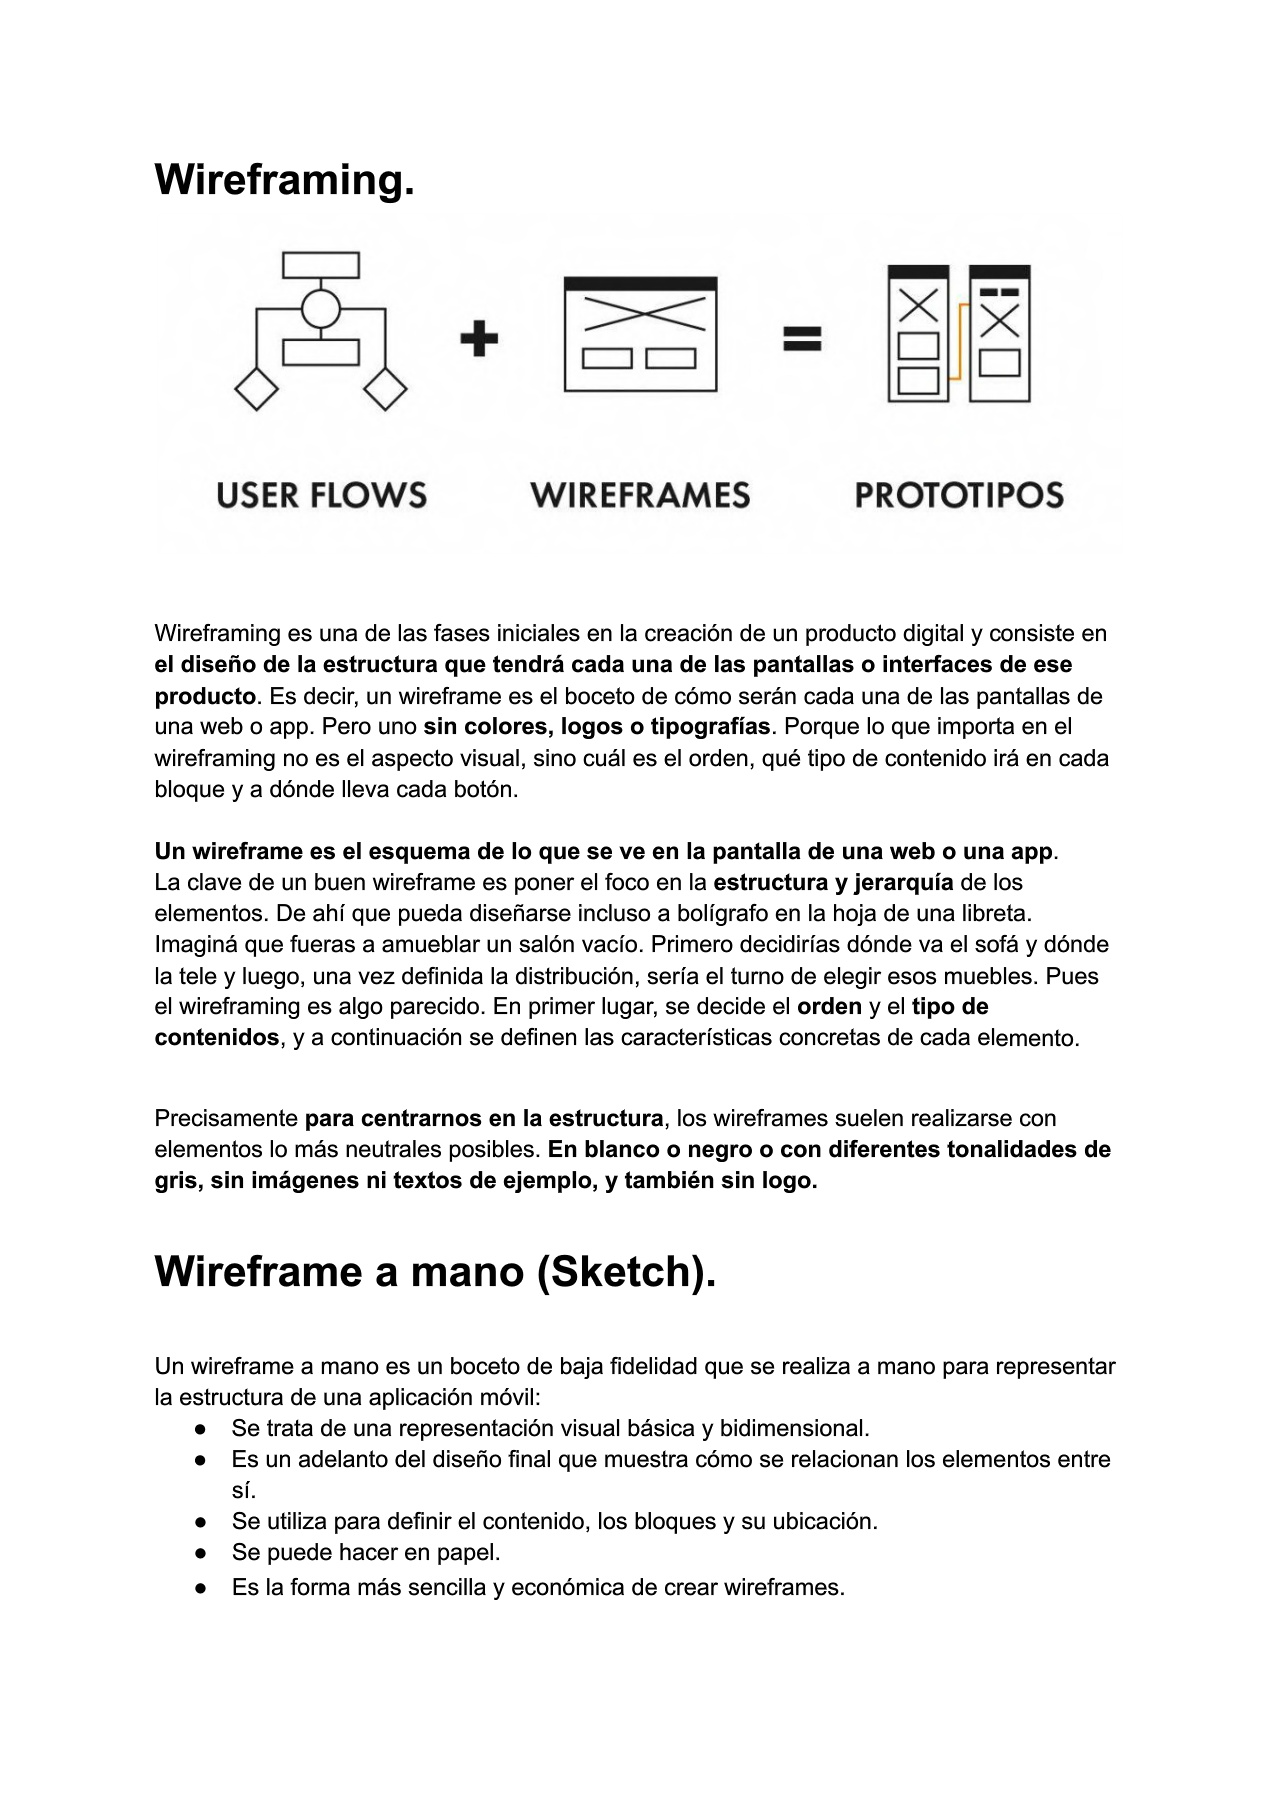 Wireframing.
USER FLOWS
WIREFRAMES
PROTOTIPOS
Wireframing es una de las fases iniciales en la creación de un producto digital y consiste en
el diseño de la estructura que tendrá cada una de las pantallas o interfaces de ese
producto. Es decir, un wireframe es el boceto de cómo serán cada una de las pantallas de
una web o app. Pero uno sin colores, logos o tipografías. Porque lo que importa en el
wireframing no es el aspecto visual, sino cuál es el orden, qué tipo de contenido irá en cada
bloque y a dónde lleva cada botón.
Un wireframe es el esquema de lo que se ve en la pantalla de una web o una app.
La clave de un buen wireframe es poner el foco en la estructura y jerarquía de los
elementos. De ahí que pueda diseñarse incluso a bolígrafo en la hoja de una libreta.
Imaginá que fueras a amueblar un salón vacío. Primero decidirías dónde va el sofá y dónde
la tele y luego, una vez definida la distribución, sería el turno de elegir esos muebles. Pues
el wireframing es algo parecido. En primer lugar, se decide el orden y el tipo de
contenidos, y a continuación se definen las características concretas de cada elemento.
Precisamente para centrarnos en la estructura, los wireframes suelen realizarse con
elementos lo más neutrales posibles. En blanco o negro o con diferentes tonalidades de
gris, sin imágenes ni textos de ejemplo, y también sin logo.
Wireframe a mano (Sketch).
Un wireframe a mano es un boceto de baja fidelidad que se realiza a mano para representar
la estructura de una aplicación móvil:
● Se trata de una representación visual básica y bidimensional.
● Es un adelanto del diseño final que muestra cómo se relacionan los elementos entre
sí.
● Se utiliza para definir el contenido, los bloques y su ubicación.
● Se puede hacer en papel.
● Es la forma más sencilla y económica de crear wireframes.